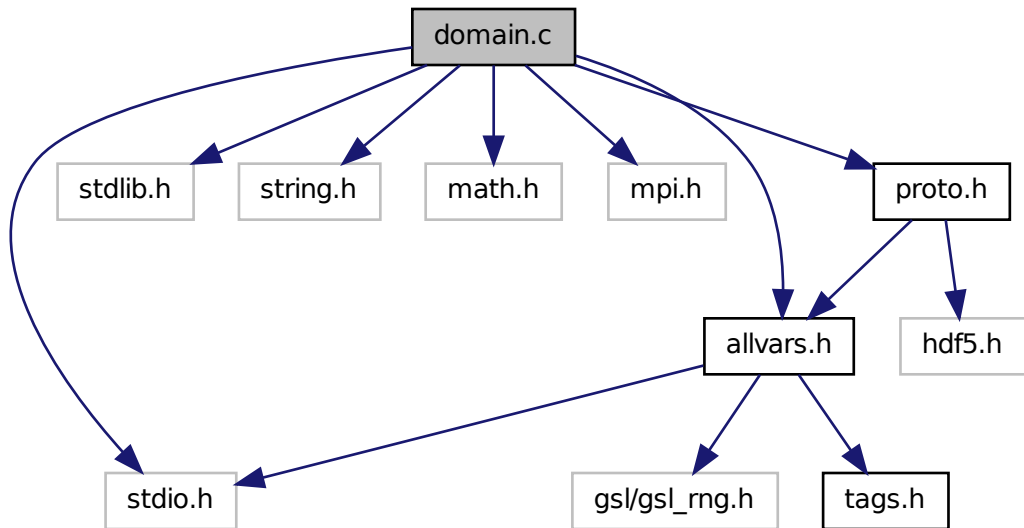 domain.c
stdlib.h
string.h
math.h
mpi.h
proto.h
allvars.h
hdf5.h
stdio.h
gsl/gsl_rng.h
tags.h